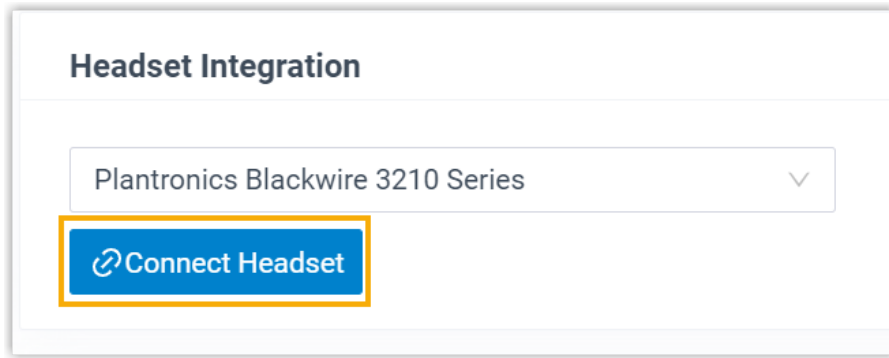 Headset Integration
Plantronics Blackwire 3210 Series
Connect Headset